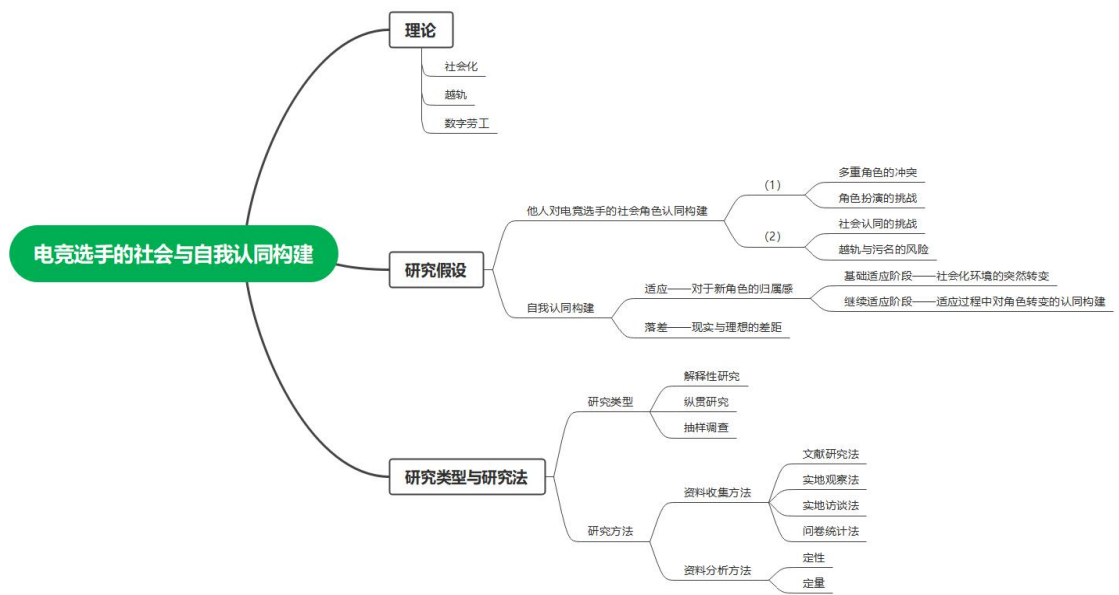 电竞选手的社会与自我认同构建
理论
社会化
越轨
数字劳工
研究假设
他人对电竞选手的社会角色认同构建
（1）
多重角色的冲突
角色扮演的挑战
（2）
社会认同的挑战
越轨与污名的风险
自我认同构建
适应——对于新角色的归属感
基础适应阶段——社会化环境的突然转变
继续适应阶段——适应过程中对角色转变的认同构建
落差——现实与理想的差距
研究类型与研究法
研究类型
解释性研究
纵贯研究
抽样调查
研究方法
资料收集方法
文献研究法
实地观察法
实地访谈法
问卷统计法
资料分析方法
定性
定量